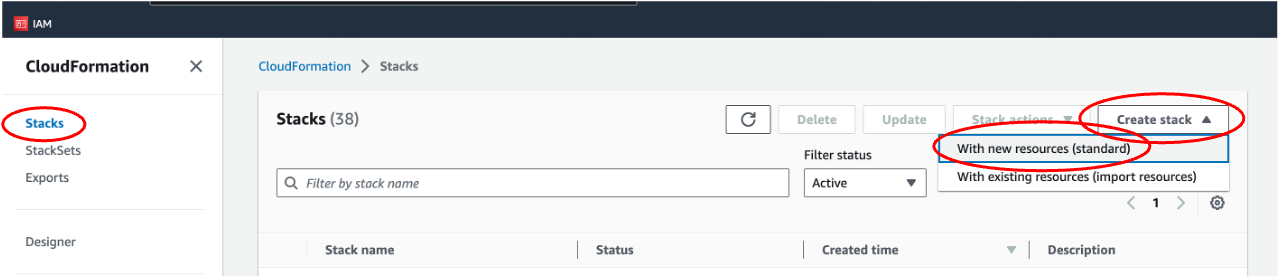 IAM
CloudFormation
Stacks
StackSets
Exports
Designer
CloudFormation > Stacks
Stacks (38)
Delete
Update
Stack actions
Create stack
With new resources (standard)
With existing resources (import resources)
Filter status
Filter by stack name
Active
1
Stack name
Status
Created time
Description